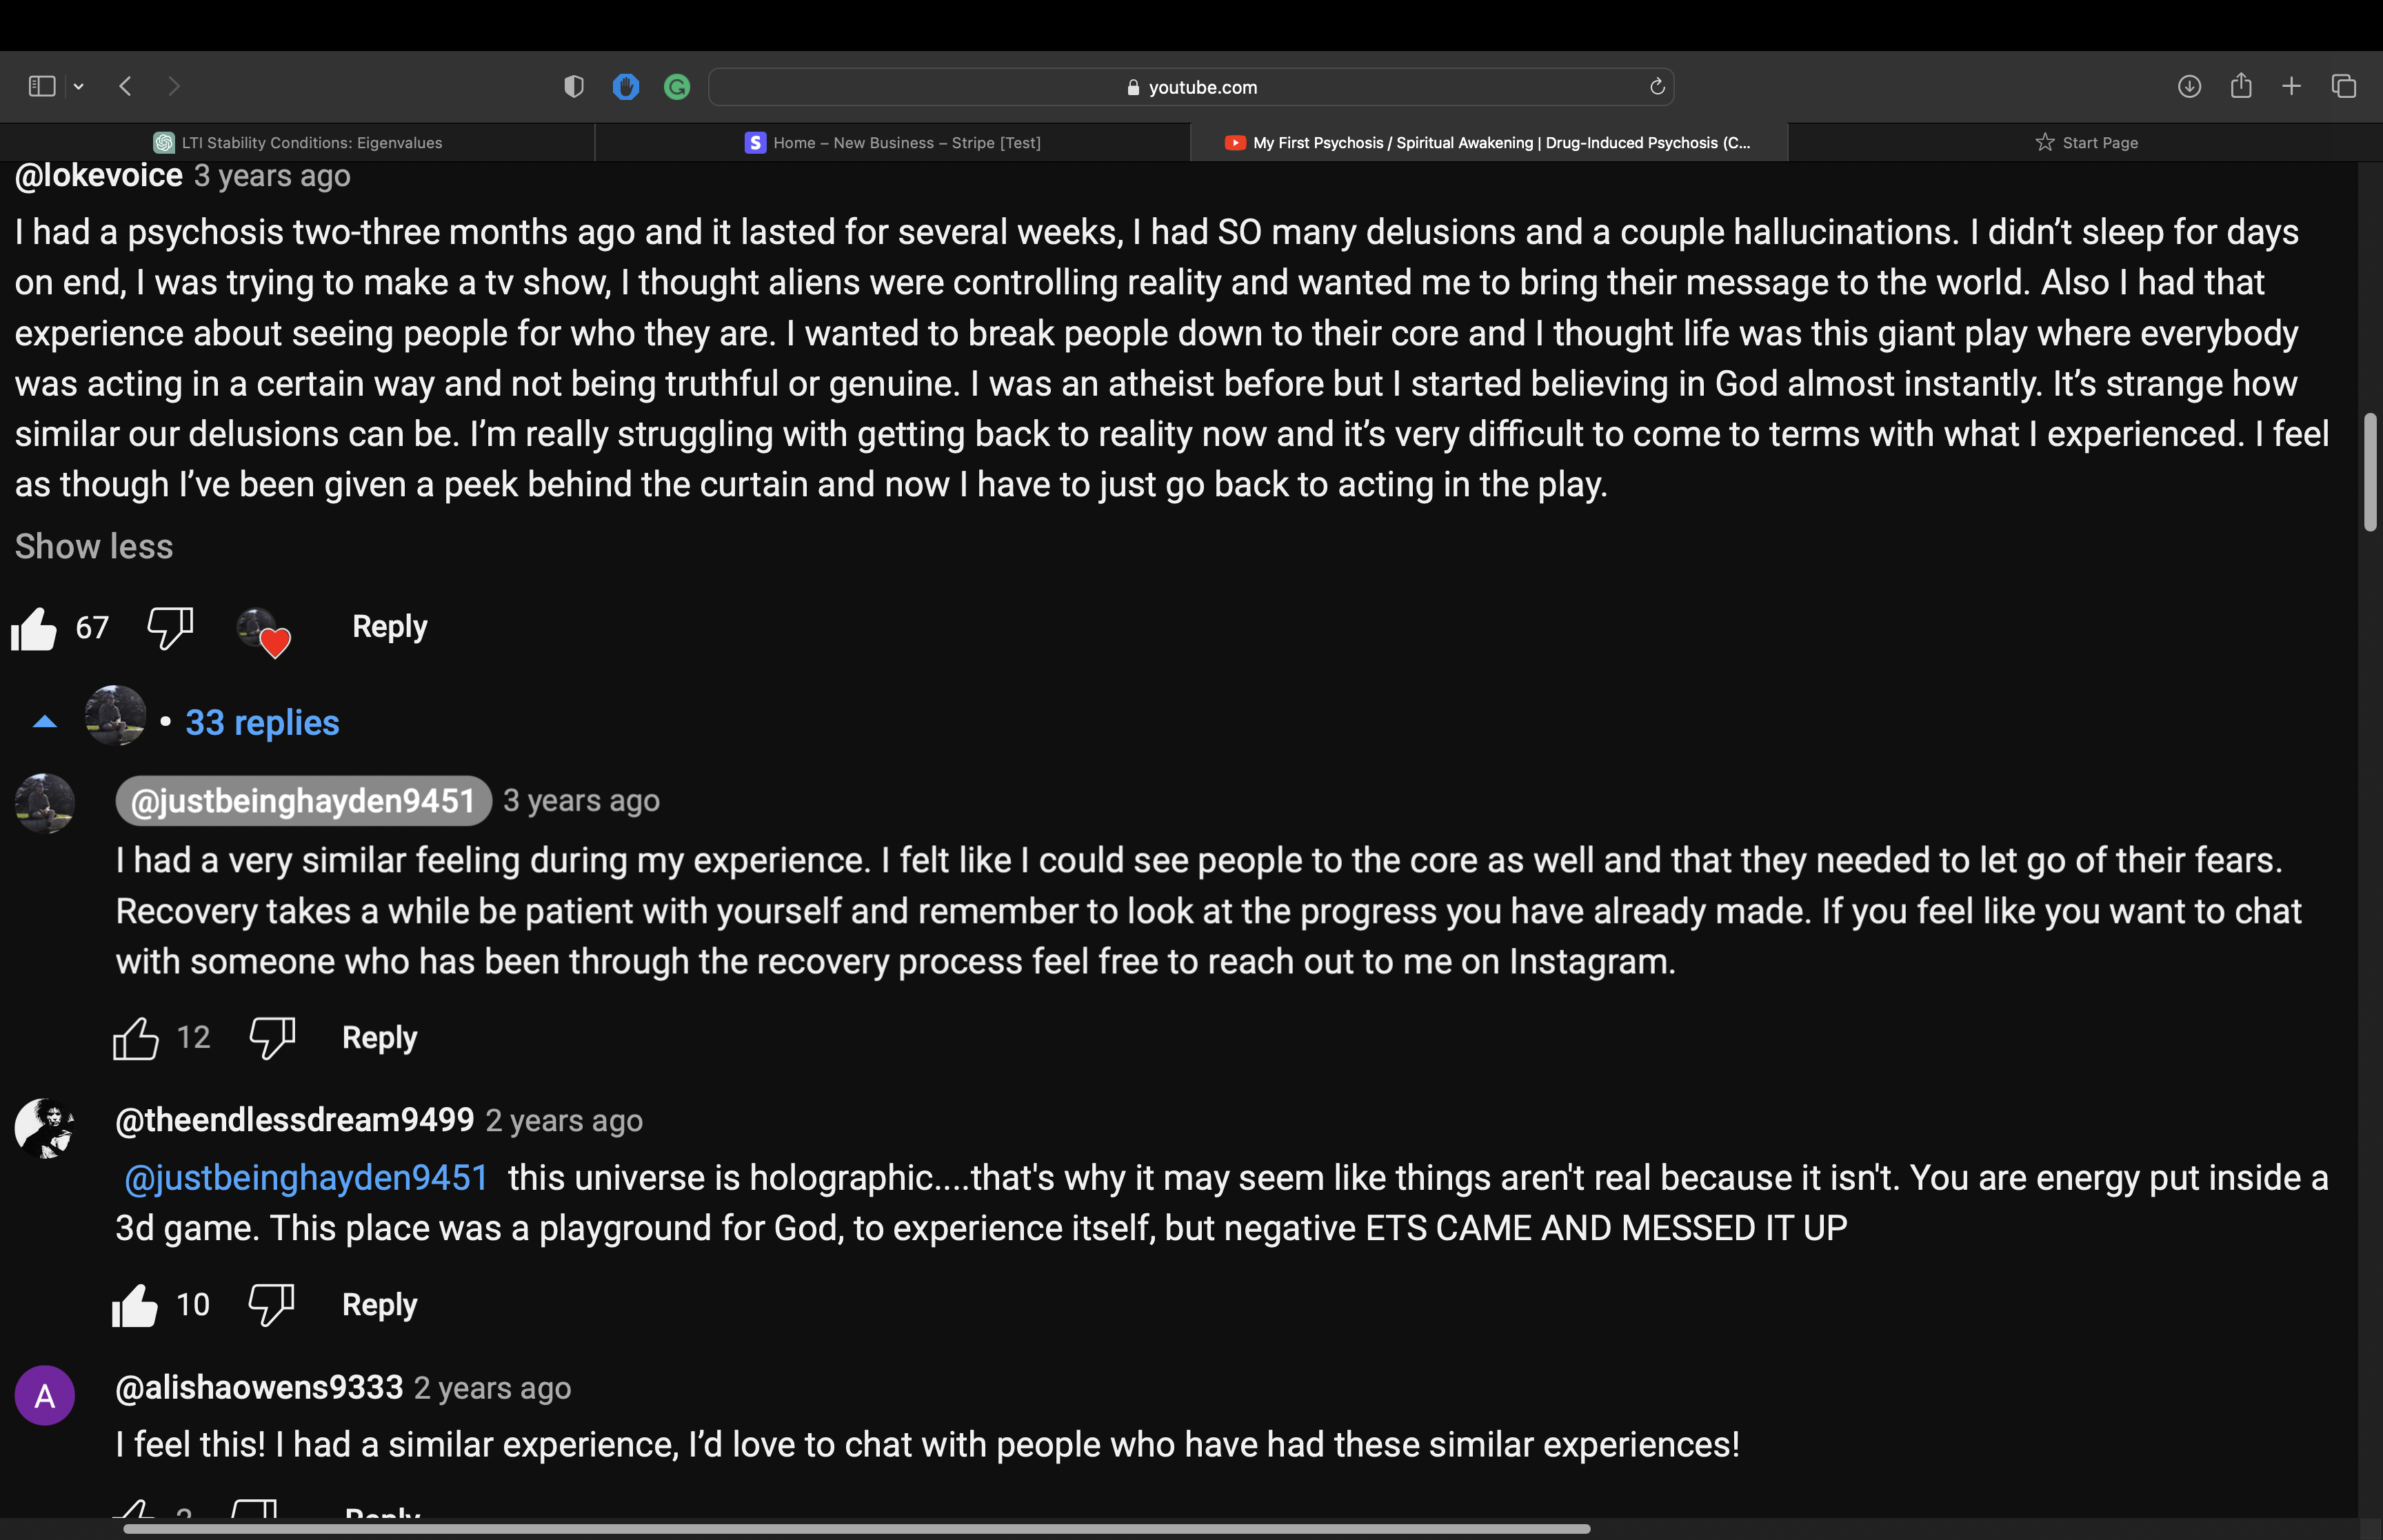 youtube.com
LTI Stability Conditions: Eigenvalues
Home – New Business – Stripe [Test]
My First Psychosis / Spiritual Awakening | Drug-Induced Psychosis (C...
Start Page
@lokevoice 3 years ago
I had a psychosis two-three months ago and it lasted for several weeks, I had SO many delusions and a couple hallucinations. I didn’t sleep for days
on end, I was trying to make a tv show, I thought aliens were controlling reality and wanted me to bring their message to the world. Also I had that
experience about seeing people for who they are. I wanted to break people down to their core and I thought life was this giant play where everybody
was acting in a certain way and not being truthful or genuine. I was an atheist before but I started believing in God almost instantly. It’s strange how
similar our delusions can be. I’m really struggling with getting back to reality now and it’s very difficult to come to terms with what I experienced. I feel
as though I’ve been given a peek behind the curtain and now I have to just go back to acting in the play.
Show less
67 Reply
33 replies
@justbeinghayden9451 3 years ago
I had a very similar feeling during my experience. I felt like I could see people to the core as well and that they needed to let go of their fears.
Recovery takes a while be patient with yourself and remember to look at the progress you have already made. If you feel like you want to chat
with someone who has been through the recovery process feel free to reach out to me on Instagram.
12 Reply
@theendlessdream9499 2 years ago
@justbeinghayden9451 this universe is holographic....that's why it may seem like things aren't real because it isn't. You are energy put inside a
3d game. This place was a playground for God, to experience itself, but negative ETS CAME AND MESSED IT UP
10 Reply
A
@alishaowens9333 2 years ago
I feel this! I had a similar experience, I’d love to chat with people who have had these similar experiences!
Reply